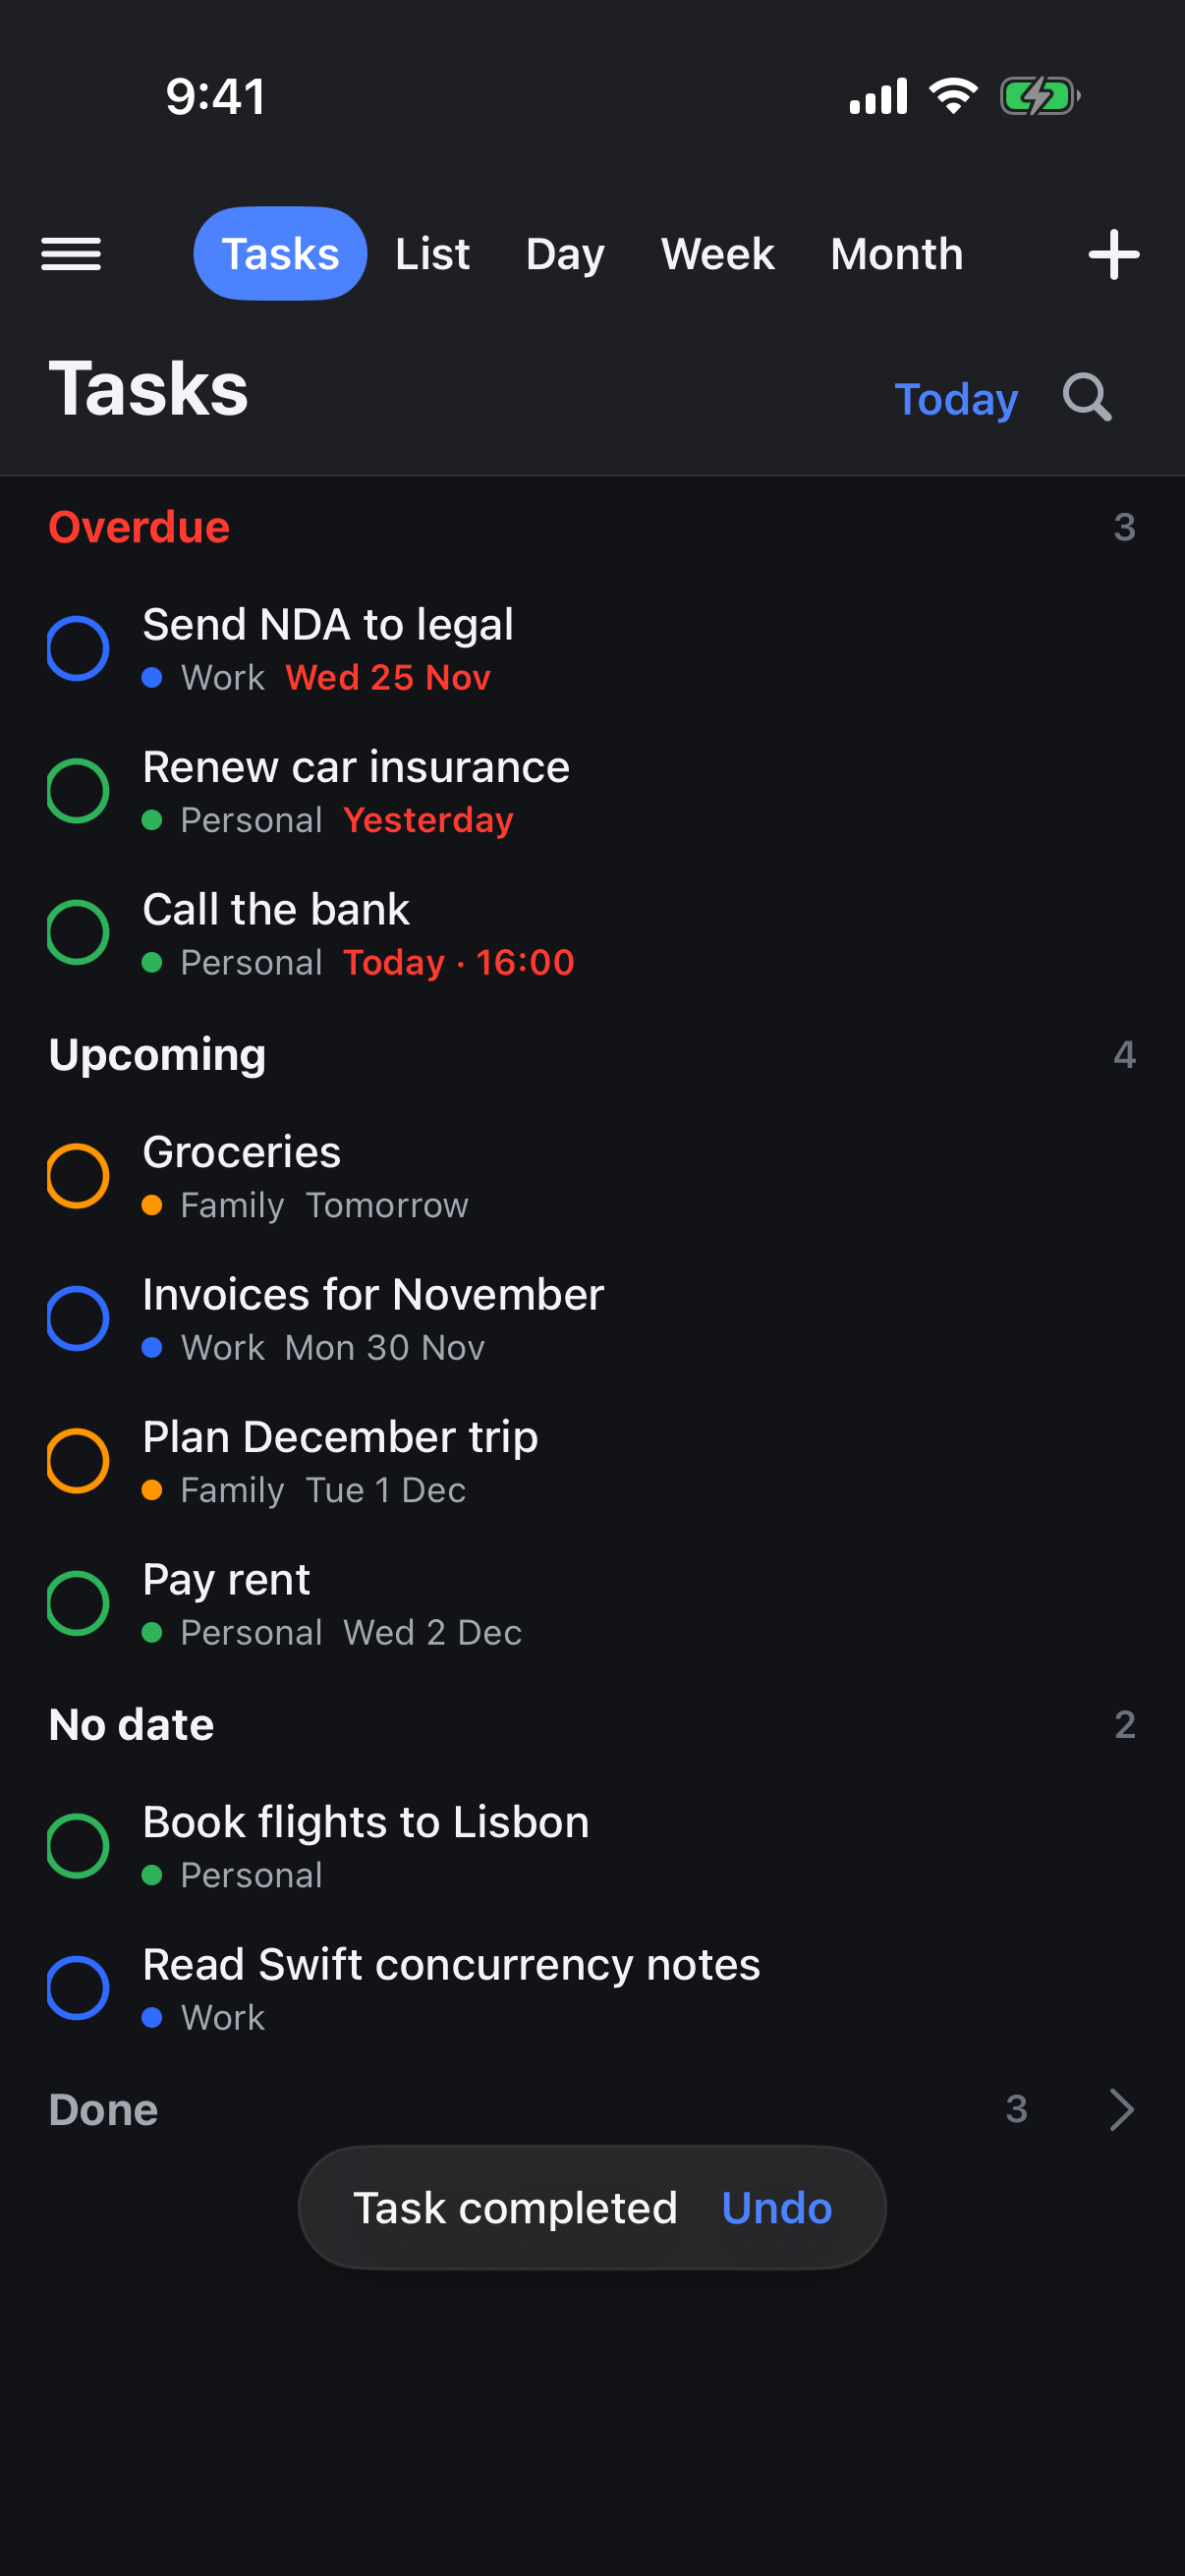 9:41
Tasks List Day Week Month
Tasks
Today
Overdue 3
Send NDA to legal
Work Wed 25 Nov
Renew car insurance
Personal Yesterday
Call the bank
Personal Today · 16:00
Upcoming 4
Groceries
Family Tomorrow
Invoices for November
Work Mon 30 Nov
Plan December trip
Family Tue 1 Dec
Pay rent
Personal Wed 2 Dec
No date 2
Book flights to Lisbon
Personal
Read Swift concurrency notes
Work
Done 3
Task completed Undo